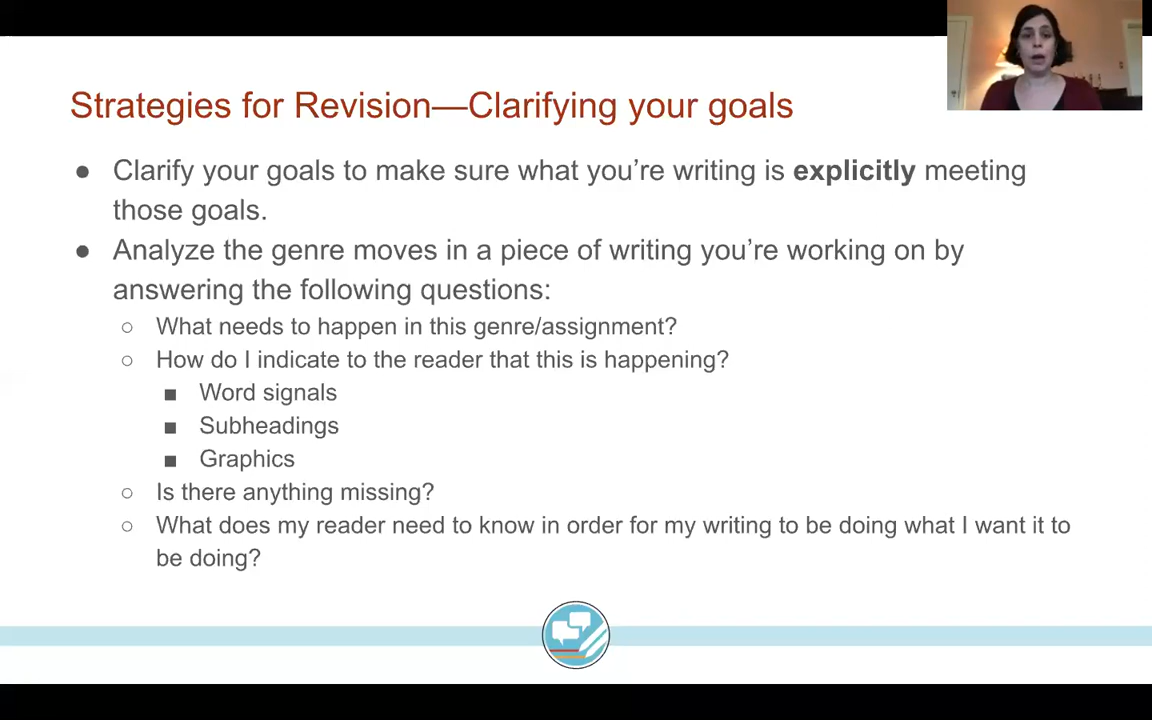 Strategies for Revision—Clarifying your goals
● Clarify your goals to make sure what you’re writing is explicitly meeting
those goals.
● Analyze the genre moves in a piece of writing you’re working on by
answering the following questions:
○ What needs to happen in this genre/assignment?
○ How do I indicate to the reader that this is happening?
■ Word signals
■ Subheadings
■ Graphics
○ Is there anything missing?
○ What does my reader need to know in order for my writing to be doing what I want it to
be doing?